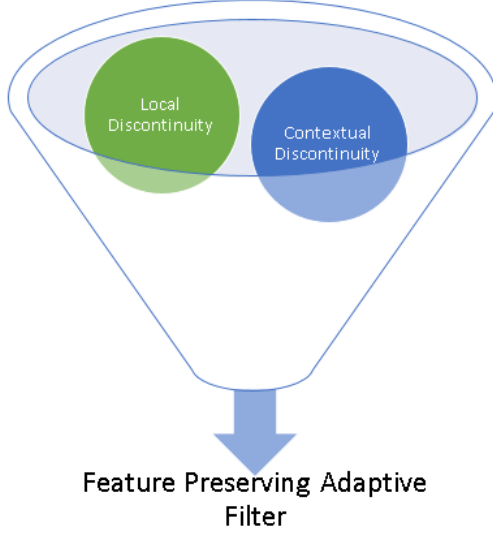 Local
Discontinuity
Contextual
Discontinuity
Feature Preserving Adaptive
Filter